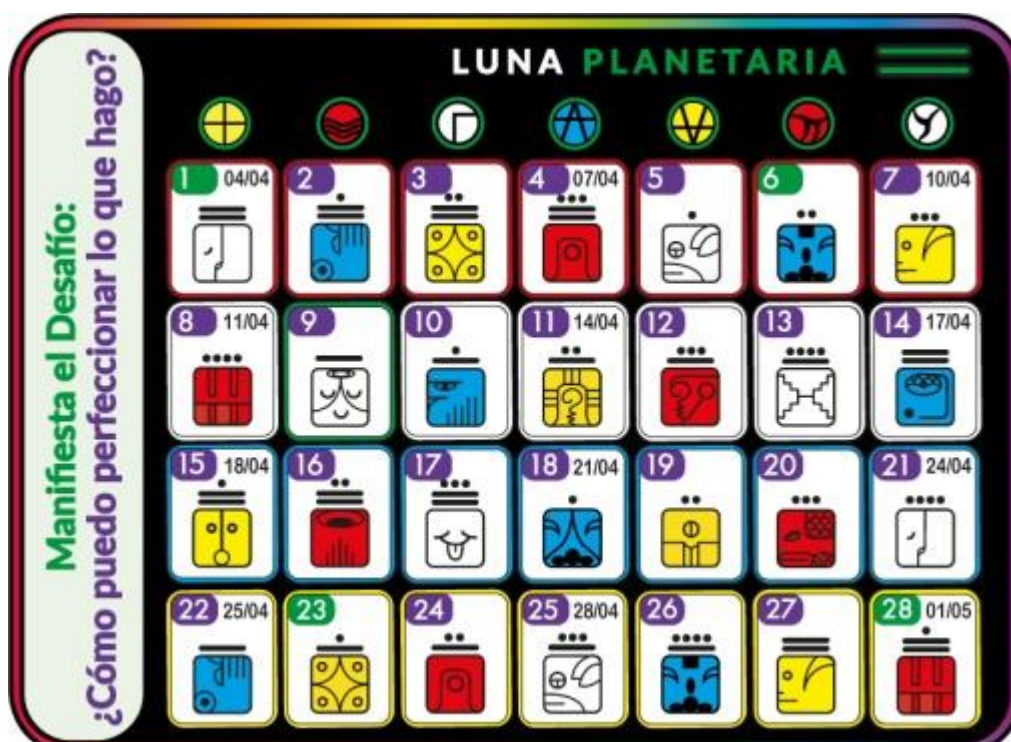 LUNA PLANETARIA
Manifiesta el Desafío:
¿Cómo puedo perfeccionar lo que hago?
1 04/04 2 3 4 07/04 5 6 7 10/04
8 11/04 9 10 11 14/04 12 13 14 17/04
15 18/04 16 17 18 21/04 19 20 21 24/04
22 25/04 23 24 25 28/04 26 27 28 01/05